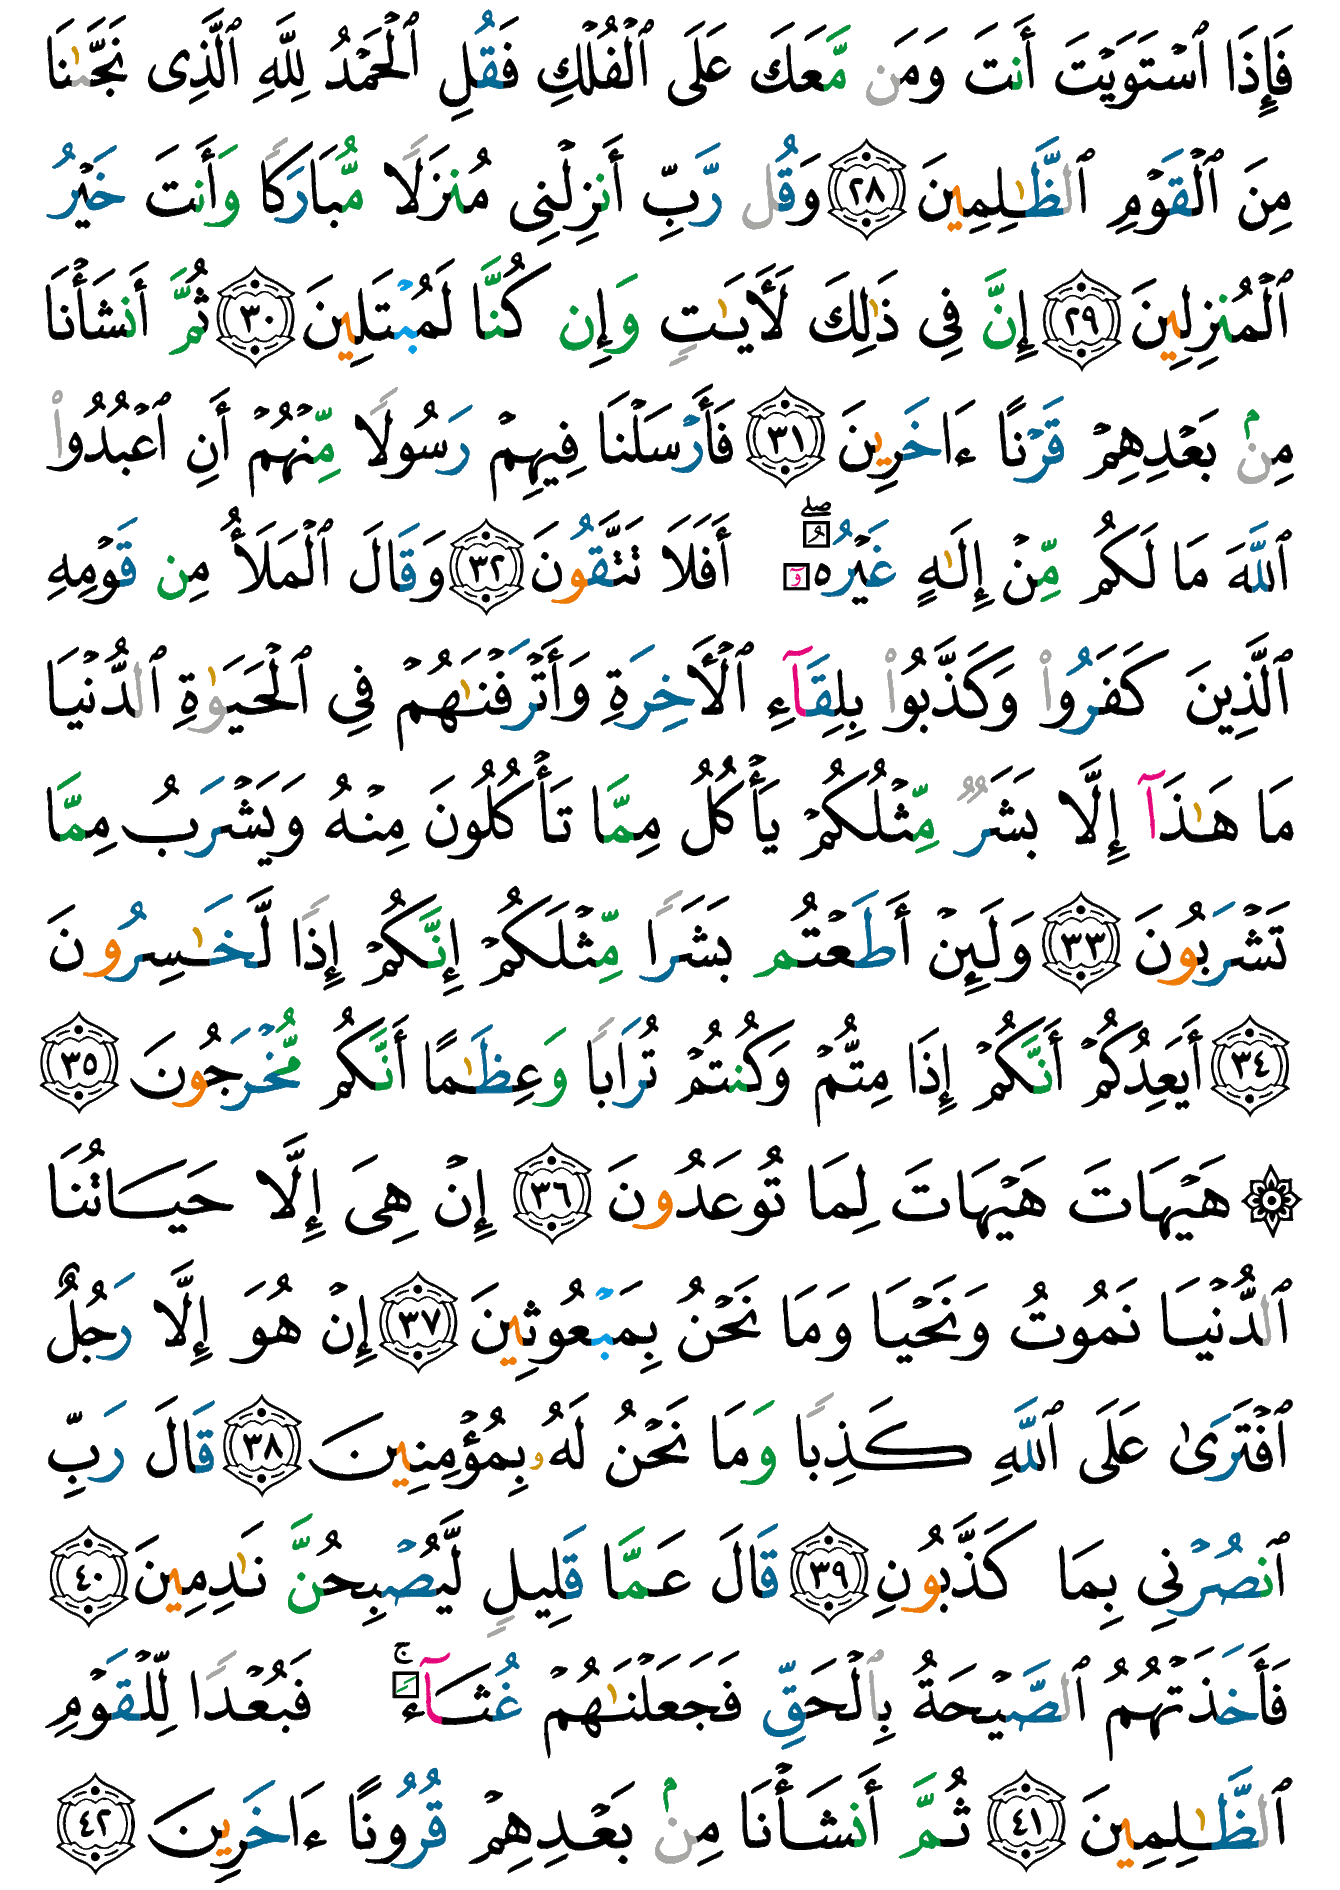 فَإِذَا ٱسۡتَوَيۡتَ أَنتَ وَمَن مَّعَكَ عَلَى ٱلۡفُلۡكِ فَقُلِ ٱلۡحَمۡدُ لِلَّهِ ٱلَّذِى نَجَّىٰنَا
مِنَ ٱلۡقَوۡمِ ٱلظَّٰلِمِينَ ٢٨ وَقُل رَّبِّ أَنزِلۡنِى مُنزَلًا مُّبَارَكًا وَأَنتَ خَيۡرُ
ٱلۡمُنزِلِينَ ٢٩ إِنَّ فِى ذَٰلِكَ لَأٓيَٰتٍ وَإِن كُنَّا لَمُبۡتَلِينَ ٣٠ ثُمَّ أَنشَأۡنَا
مِنۢ بَعۡدِهِمۡ قَرۡنًا ءَاخَرِينَ ٣١ فَأَرۡسَلۡنَا فِيهِمۡ رَسُولًا مِّنۡهُمۡ أَنِ ٱعۡبُدُوا۟
ٱللَّهَ مَا لَكُم مِّنۡ إِلَٰهٍ غَيۡرُهُۥٓ ۖ أَفَلَا تَتَّقُونَ ٣٢ وَقَالَ ٱلۡمَلَأُ مِن قَوۡمِهِ
ٱلَّذِينَ كَفَرُوا۟ وَكَذَّبُوا۟ بِلِقَآءِ ٱلۡأَخِرَةِ وَأَتۡرَفۡنَٰهُمۡ فِى ٱلۡحَيَوٰةِ ٱلدُّنۡيَا
مَا هَٰذَآ إِلَّا بَشَرٌ مِّثۡلُكُمۡ يَأۡكُلُ مِمَّا تَأۡكُلُونَ مِنۡهُ وَيَشۡرَبُ مِمَّا
تَشۡرَبُونَ ٣٣ وَلَئِنۡ أَطَعۡتُم بَشَرًا مِّثۡلَكُمۡ إِنَّكُمۡ إِذًا لَّخَٰسِرُونَ
٣٤ أَيَعِدُكُمۡ أَنَّكُمۡ إِذَا مِتُّمۡ وَكُنتُمۡ تُرَابًا وَعِظَٰمًا أَنَّكُم مُّخۡرَجُونَ ٣٥
۞ هَيۡهَاتَ هَيۡهَاتَ لِمَا تُوعَدُونَ ٣٦ إِنۡ هِىَ إِلَّا حَيَاتُنَا
ٱلدُّنۡيَا نَمُوتُ وَنَحۡيَا وَمَا نَحۡنُ بِمَبۡعُوثِينَ ٣٧ إِنۡ هُوَ إِلَّا رَجُلٌ
ٱفۡتَرَىٰ عَلَى ٱللَّهِ كَذِبًا وَمَا نَحۡنُ لَهُۥ بِمُؤۡمِنِينَ ٣٨ قَالَ رَبِّ
ٱنصُرۡنِى بِمَا كَذَّبُونِ ٣٩ قَالَ عَمَّا قَلِيلٍ لَّيُصۡبِحُنَّ نَٰدِمِينَ ٤٠
فَأَخَذَتۡهُمُ ٱلصَّيۡحَةُ بِٱلۡحَقِّ فَجَعَلۡنَٰهُمۡ غُثَآءً ۚ فَبُعۡدًا لِّلۡقَوۡمِ
ٱلظَّٰلِمِينَ ٤١ ثُمَّ أَنشَأۡنَا مِنۢ بَعۡدِهِمۡ قُرُونًا ءَاخَرِينَ ٤٢